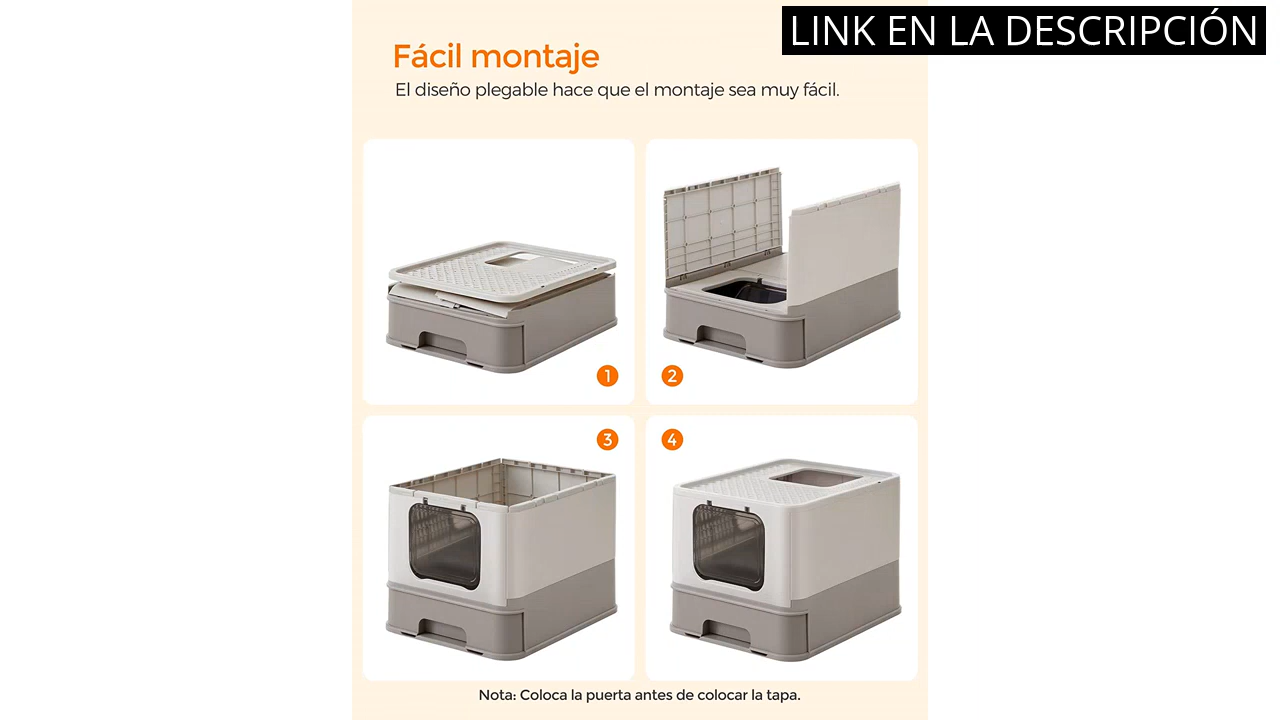 LINK EN LA DESCRIPCIÓN
Fácil montaje
El diseño plegable hace que el montaje sea muy fácil.
1
2
3
4
Nota: Coloca la puerta antes de colocar la tapa.